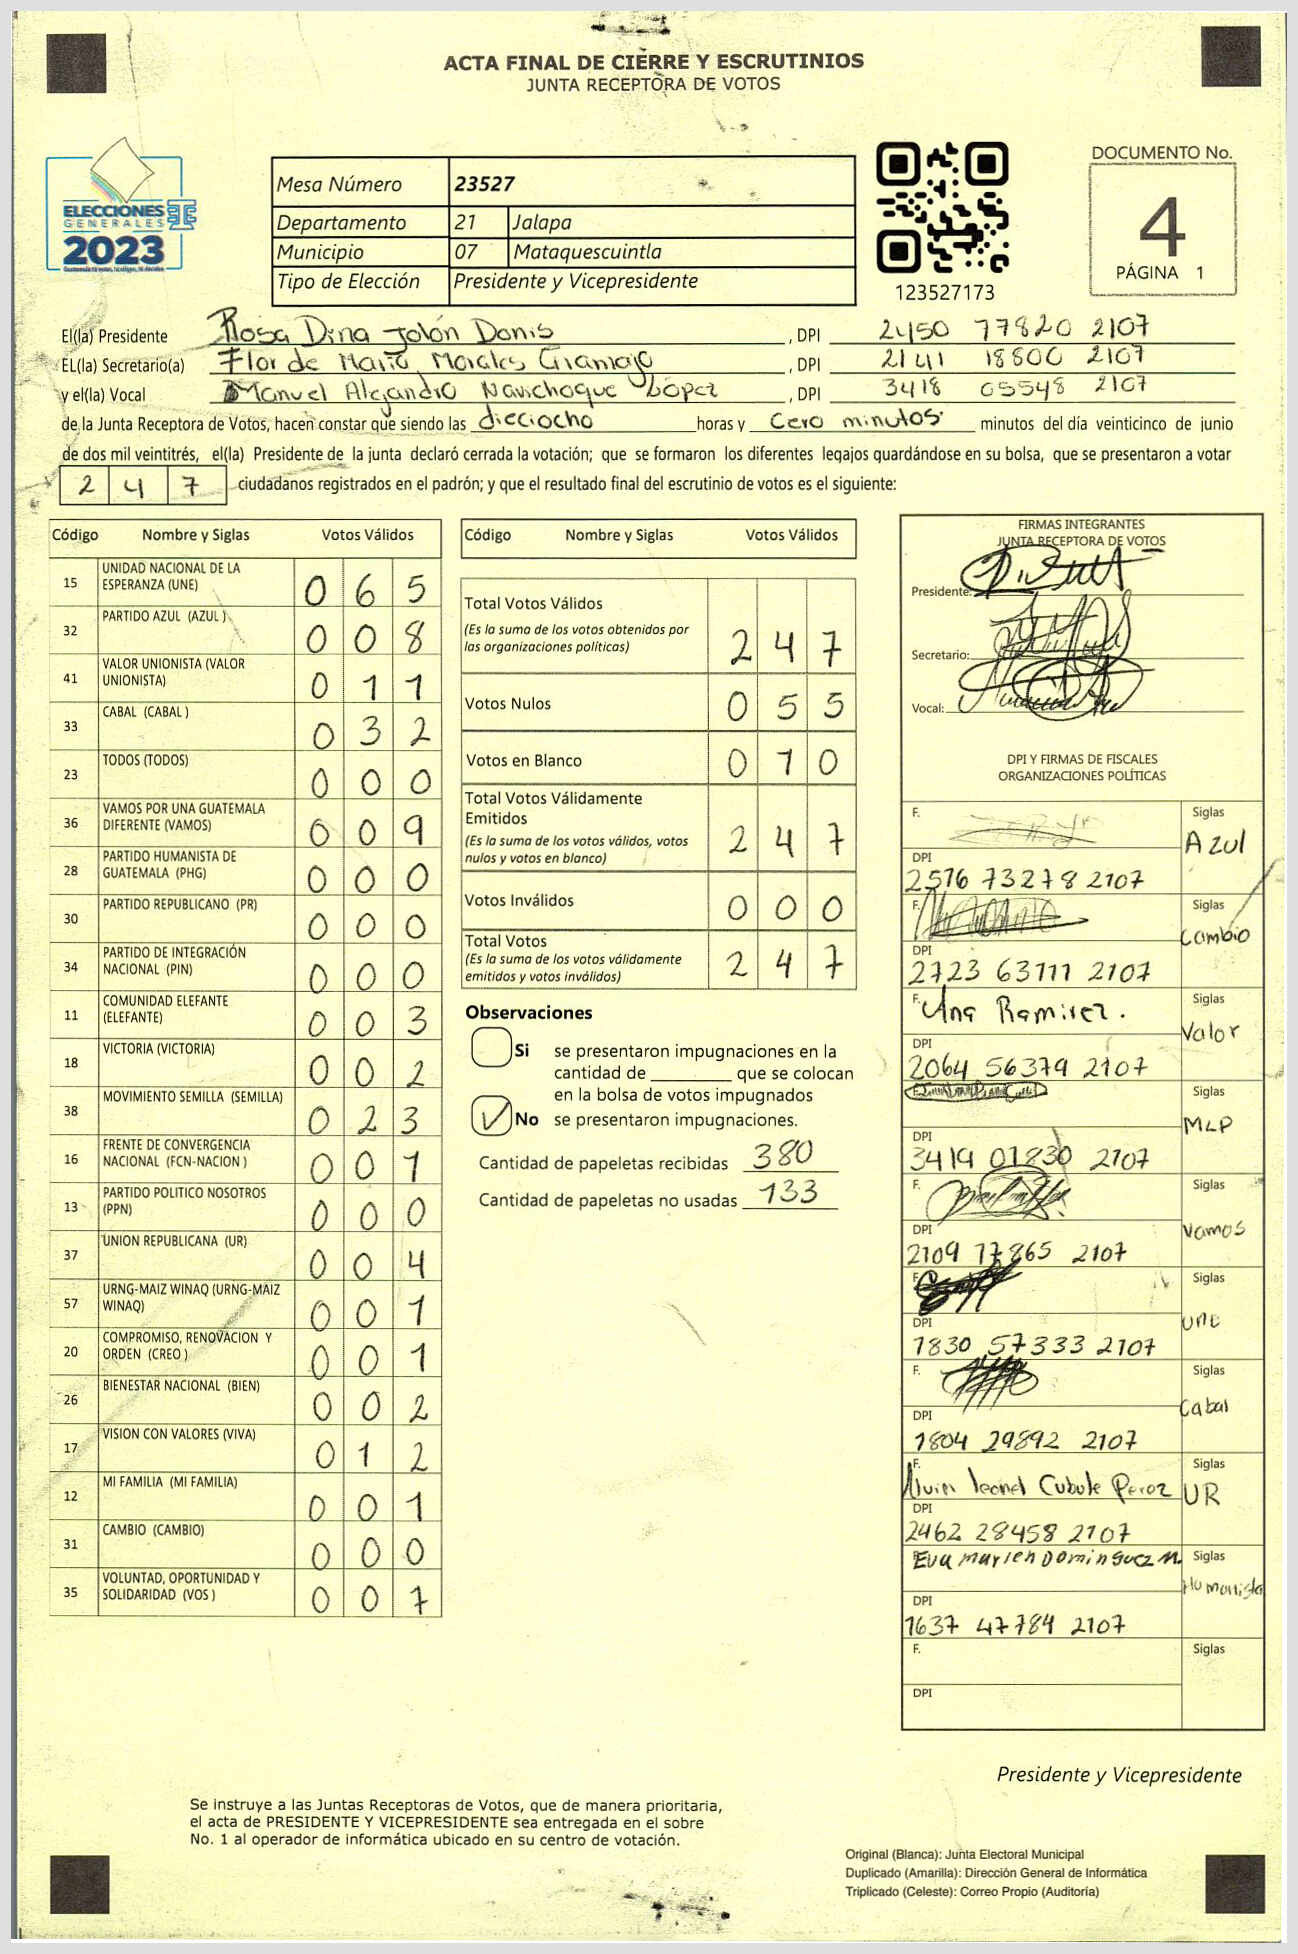 ACTA FINAL DE CIERRE Y ESCRUTINIOS
JUNTA RECEPTORA DE VOTOS
ELECCIONES
GENERALES
2023
Mesa Número 23527
Departamento 21 Jalapa
Municipio 07 Mataquescuintla
Tipo de Elección Presidente y Vicepresidente
123527173
DOCUMENTO No.
4
PÁGINA 1
El(la) Presidente Rosa Dina Jolón Donis , DPI 2450 77820 2107
EL(la) Secretario(a) Flor de María Morales Gramajo , DPI 2141 18800 2107
y el(la) Vocal Manuel Alejandro Navichoque López , DPI 3418 05548 2107
de la Junta Receptora de Votos, hacen constar que siendo las dieciocho horas y Cero minutos minutos del día veinticinco de junio
de dos mil veintitrés, el(la) Presidente de la junta declaró cerrada la votación; que se formaron los diferentes legajos guardándose en su bolsa, que se presentaron a votar
2 4 7 ciudadanos registrados en el padrón; y que el resultado final del escrutinio de votos es el siguiente:
Código Nombre y Siglas Votos Válidos
15 UNIDAD NACIONAL DE LA
ESPERANZA (UNE) 0 6 5
32 PARTIDO AZUL (AZUL ) 0 0 8
41 VALOR UNIONISTA (VALOR
UNIONISTA) 0 1 1
33 CABAL (CABAL ) 0 3 2
23 TODOS (TODOS) 0 0 0
36 VAMOS POR UNA GUATEMALA
DIFERENTE (VAMOS) 0 0 9
28 PARTIDO HUMANISTA DE
GUATEMALA (PHG) 0 0 0
30 PARTIDO REPUBLICANO (PR) 0 0 0
34 PARTIDO DE INTEGRACIÓN
NACIONAL (PIN) 0 0 0
11 COMUNIDAD ELEFANTE
(ELEFANTE) 0 0 3
18 VICTORIA (VICTORIA) 0 0 2
38 MOVIMIENTO SEMILLA (SEMILLA) 0 2 3
16 FRENTE DE CONVERGENCIA
NACIONAL (FCN-NACION ) 0 0 1
13 PARTIDO POLITICO NOSOTROS
(PPN) 0 0 0
37 UNION REPUBLICANA (UR) 0 0 4
57 URNG-MAIZ WINAQ (URNG-MAIZ
WINAQ) 0 0 1
20 COMPROMISO, RENOVACION Y
ORDEN (CREO ) 0 0 1
26 BIENESTAR NACIONAL (BIEN) 0 0 2
17 VISION CON VALORES (VIVA) 0 1 2
12 MI FAMILIA (MI FAMILIA) 0 0 1
31 CAMBIO (CAMBIO) 0 0 0
35 VOLUNTAD, OPORTUNIDAD Y
SOLIDARIDAD (VOS ) 0 0 7
Código Nombre y Siglas Votos Válidos
Total Votos Válidos
(Es la suma de los votos obtenidos por
las organizaciones políticas) 2 4 7
Votos Nulos 0 5 5
Votos en Blanco 0 1 0
Total Votos Válidamente
Emitidos
(Es la suma de los votos válidos, votos
nulos y votos en blanco) 2 4 7
Votos Inválidos 0 0 0
Total Votos
(Es la suma de los votos válidamente
emitidos y votos inválidos) 2 4 7
Observaciones
Si se presentaron impugnaciones en la
cantidad de ________ que se colocan
en la bolsa de votos impugnados
No se presentaron impugnaciones.
Cantidad de papeletas recibidas 380
Cantidad de papeletas no usadas 133
FIRMAS INTEGRANTES
JUNTA RECEPTORA DE VOTOS
Presidente:
Secretario:
Vocal:
DPI Y FIRMAS DE FISCALES
ORGANIZACIONES POLÍTICAS
F. Siglas
Azul
DPI
2576 73278 2107
F. Siglas
Cambio
DPI
2723 63111 2107
F. Ana Ramirez. Siglas
Valor
DPI
2064 56379 2107
Siglas
MLP
DPI
3419 01830 2107
F. Siglas
Vamos
DPI
2109 17865 2107
F. Siglas
UNE
DPI
1830 57333 2107
F. Siglas
Cabal
DPI
1804 29892 2107
F. Siglas
Leonel Cubule Perez UR
DPI
2462 28458 2107
Eva Marien Dominguez M. Siglas
Humanista
DPI
1637 47784 2107
F. Siglas
DPI
Presidente y Vicepresidente
Se instruye a las Juntas Receptoras de Votos, que de manera prioritaria,
el acta de PRESIDENTE Y VICEPRESIDENTE sea entregada en el sobre
No. 1 al operador de informática ubicado en su centro de votación.
Original (Blanca): Junta Electoral Municipal
Duplicado (Amarilla): Dirección General de Informática
Triplicado (Celeste): Correo Propio (Auditoría)